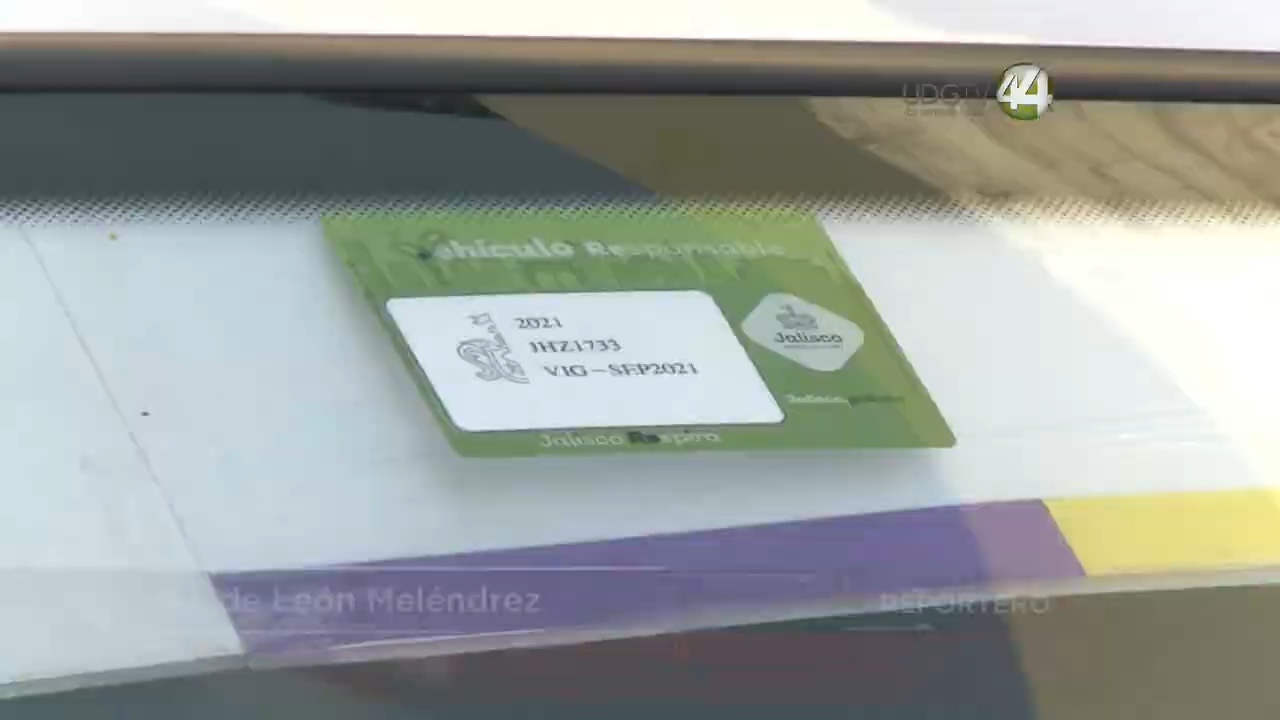 UDGTV 44
Vehículo Responsable
2021
JHZ1733
VIG-SEP2021
Jalisco
Jalisco Respira
de León Meléndrez
REPORTERO